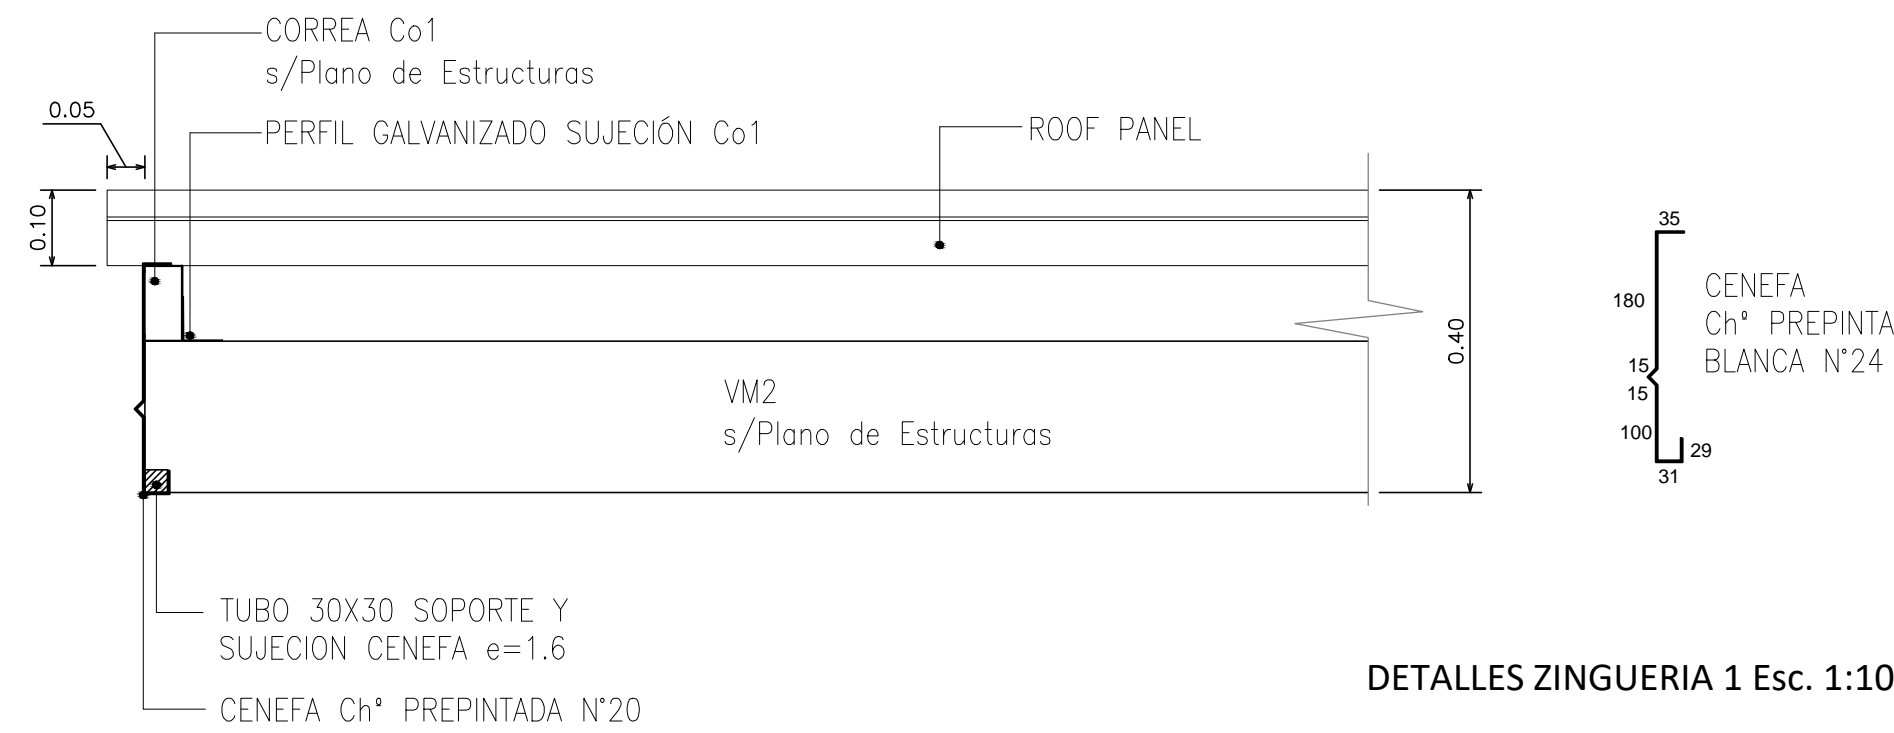 CORREA Co1
s/Plano de Estructuras
0.05
PERFIL GALVANIZADO SUJECIÓN Co1
ROOF PANEL
0.10
0.40
VM2
s/Plano de Estructuras
35
180
15
15
100
29
31
CENEFA
Chª PREPINTA
BLANCA N°24
TUBO 30X30 SOPORTE Y
SUJECION CENEFA e=1.6
CENEFA Chª PREPINTADA N°20
DETALLES ZINGUERIA 1 Esc. 1:10